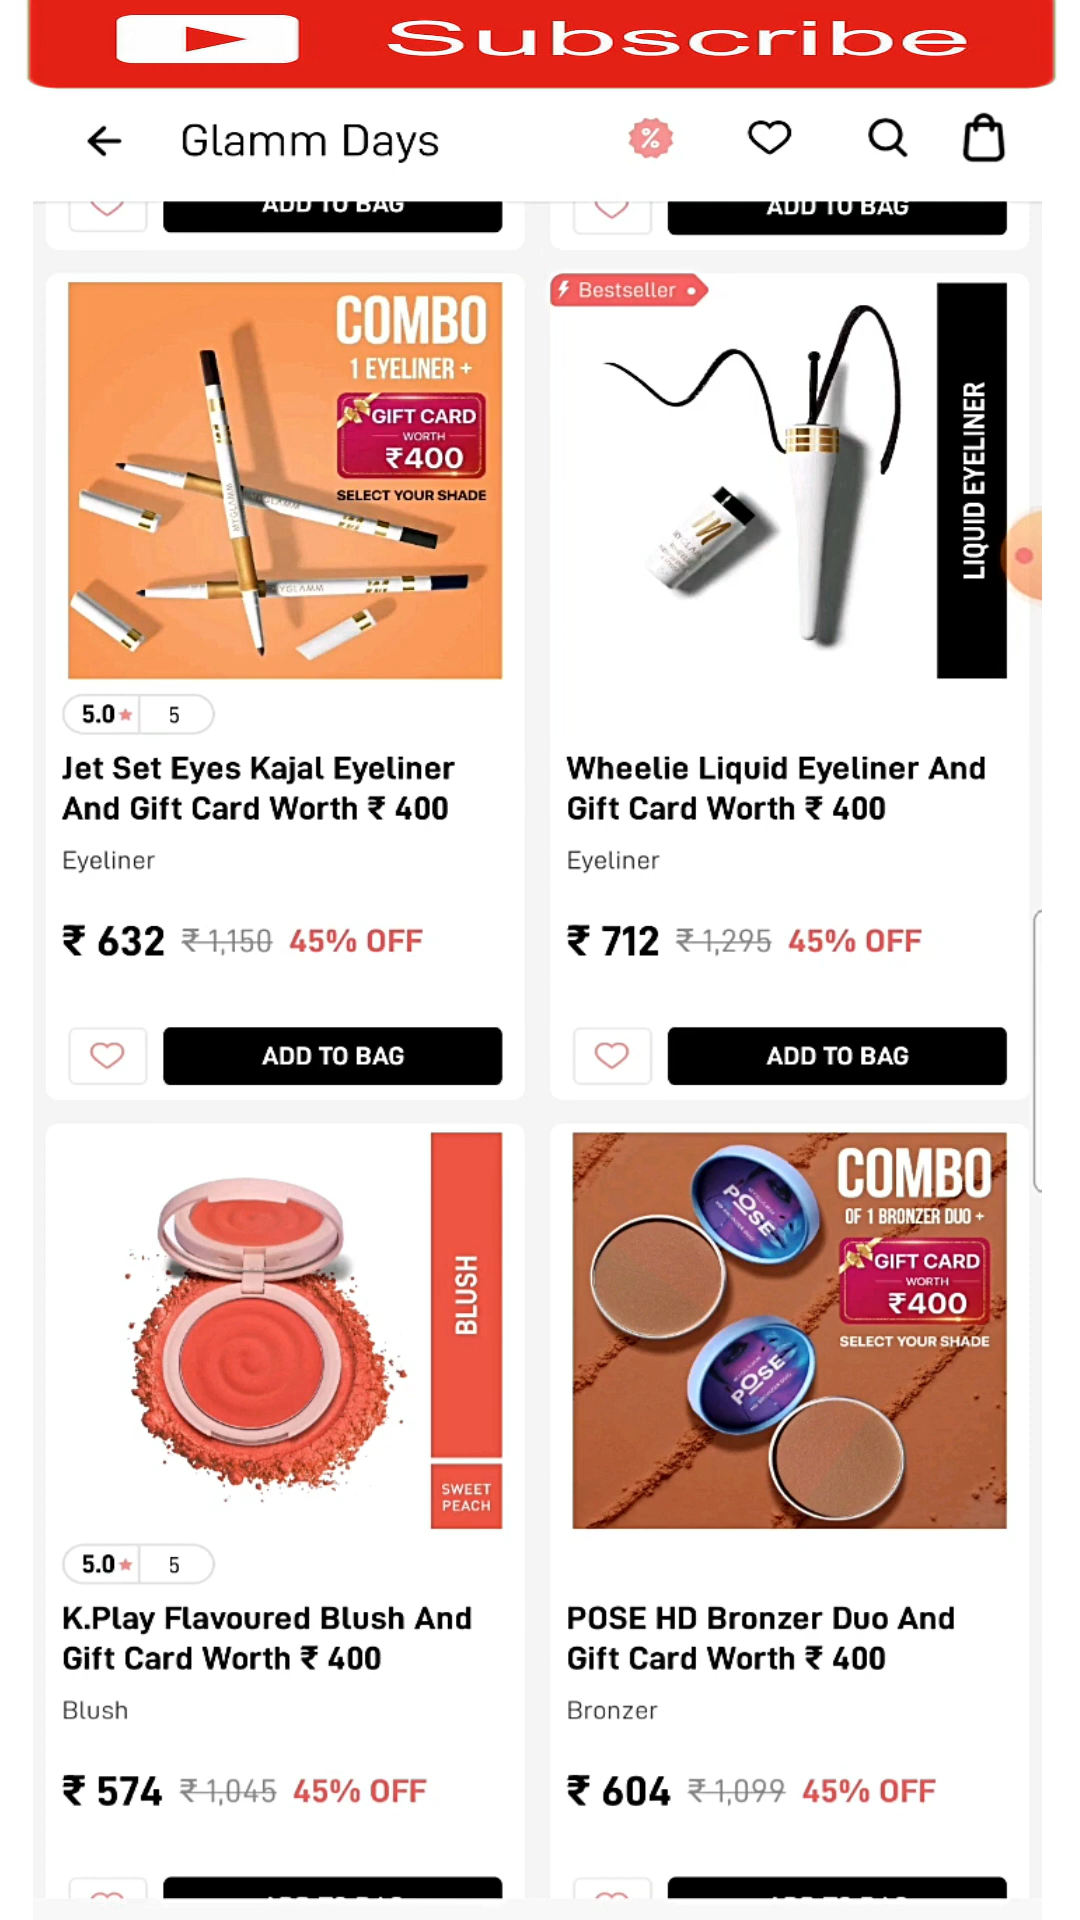 Subscribe
Glamm Days
ADD TO BAG
ADD TO BAG
COMBO
1 EYELINER +
GIFT CARD
WORTH
₹400
SELECT YOUR SHADE
MYGLAMM
MYGLAMM
YGLAMM
Bestseller
LIQUID EYELINER
5.0 5
Jet Set Eyes Kajal Eyeliner
And Gift Card Worth ₹ 400
Eyeliner
₹ 632 ₹ 1,150 45% OFF
ADD TO BAG
Wheelie Liquid Eyeliner And
Gift Card Worth ₹ 400
Eyeliner
₹ 712 ₹ 1,295 45% OFF
ADD TO BAG
BLUSH
SWEET
PEACH
COMBO
OF 1 BRONZER DUO +
GIFT CARD
WORTH
₹400
SELECT YOUR SHADE
POSE
POSE
5.0 5
K.Play Flavoured Blush And
Gift Card Worth ₹ 400
Blush
₹ 574 ₹ 1,045 45% OFF
POSE HD Bronzer Duo And
Gift Card Worth ₹ 400
Bronzer
₹ 604 ₹ 1,099 45% OFF